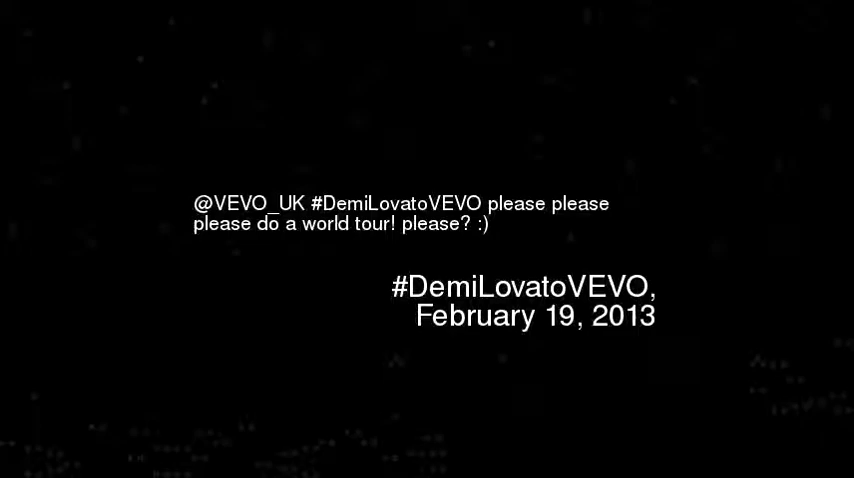 @VEVO_UK #DemiLovatoVEVO please please
please do a world tour! please? :)
#DemiLovatoVEVO,
February 19, 2013